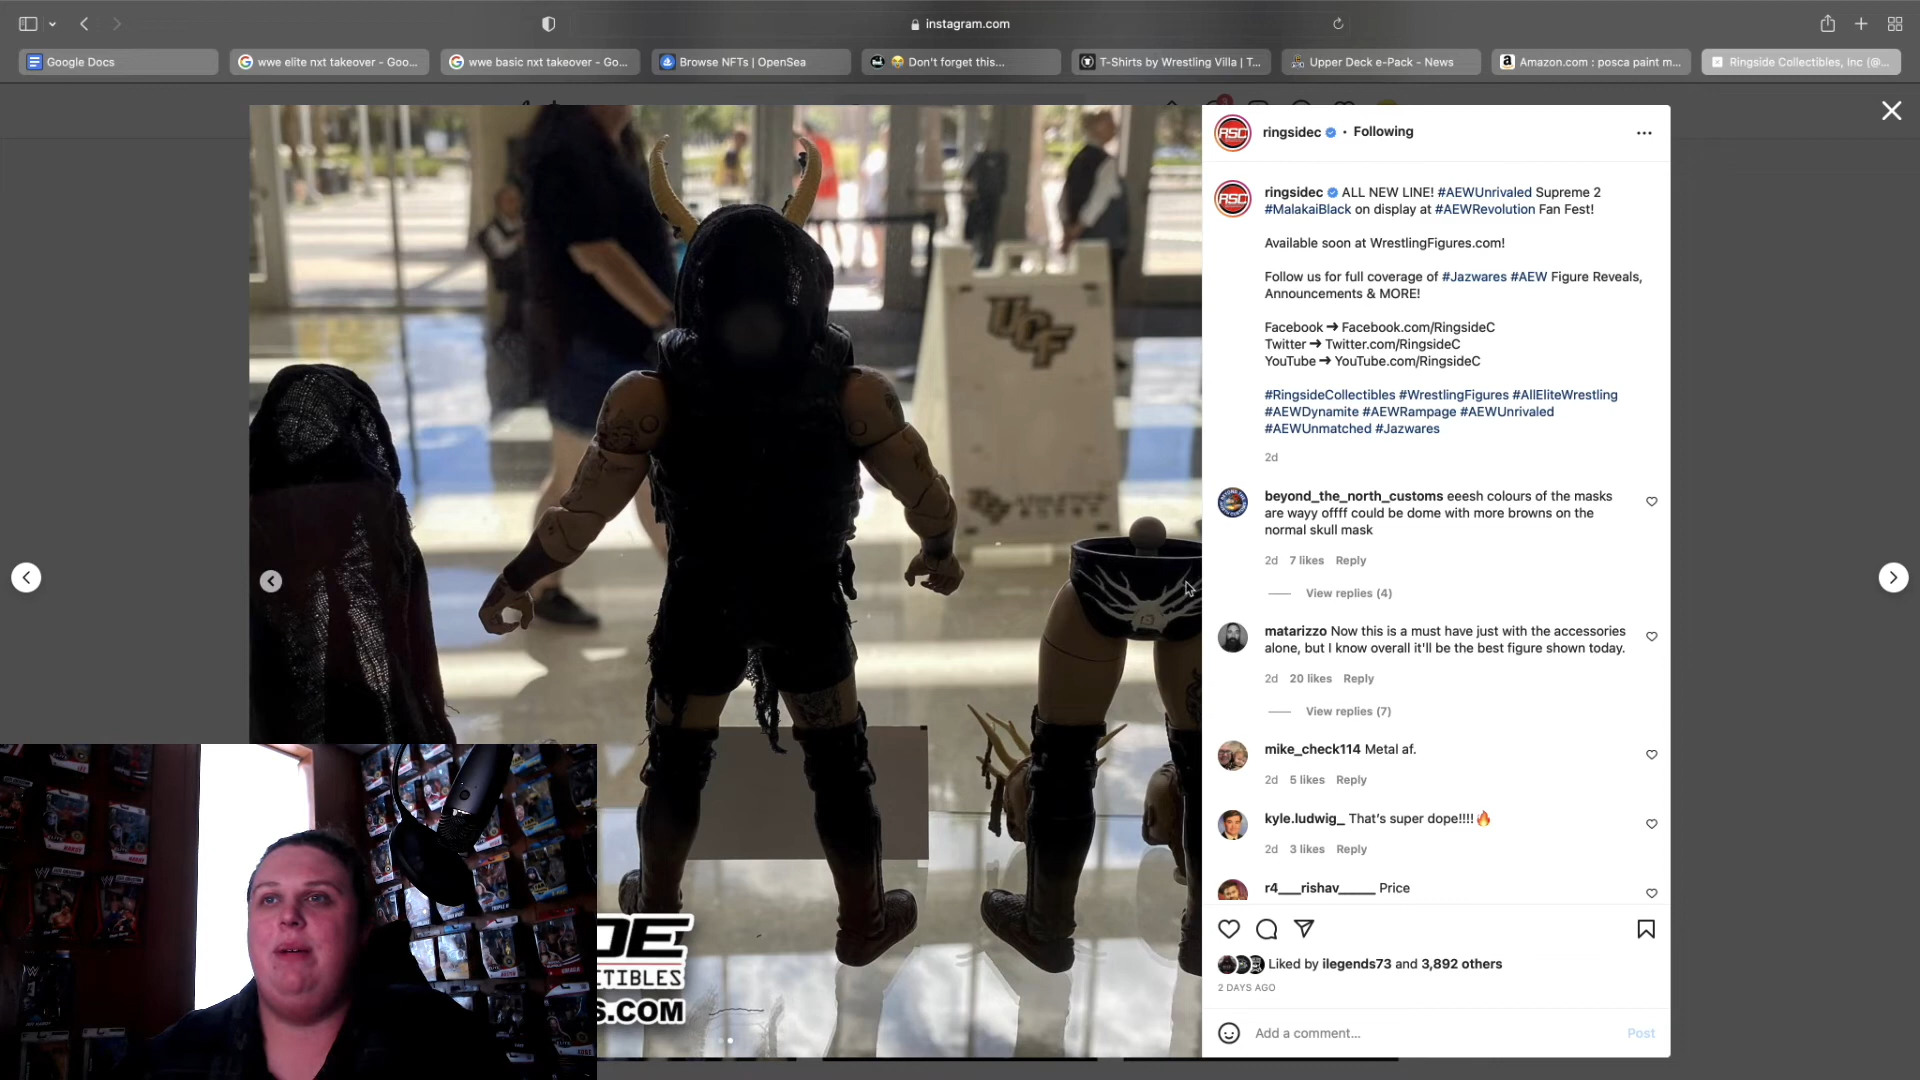 instagram.com
Google Docs
wwe elite nxt takeover - Goo...
wwe basic nxt takeover - Go...
Browse NFTs | OpenSea
😭 Don't forget this...
T-Shirts by Wrestling Villa | T...
Upper Deck e-Pack - News
Amazon.com : posca paint m...
Ringside Collectibles, Inc (@...
UCF
ringsidec • Following
ringsidec ALL NEW LINE! #AEWUnrivaled Supreme 2
#MalakaiBlack on display at #AEWRevolution Fan Fest!
Available soon at WrestlingFigures.com!
Follow us for full coverage of #Jazwares #AEW Figure Reveals,
Announcements & MORE!
Facebook ➜ Facebook.com/RingsideC
Twitter ➜ Twitter.com/RingsideC
YouTube ➜ YouTube.com/RingsideC
#RingsideCollectibles #WrestlingFigures #AllEliteWrestling
#AEWDynamite #AEWRampage #AEWUnrivaled
#AEWUnmatched #Jazwares
2d
beyond_the_north_customs eeesh colours of the masks
are wayy offff could be dome with more browns on the
normal skull mask
2d 7 likes Reply
View replies (4)
matarizzo Now this is a must have just with the accessories
alone, but I know overall it'll be the best figure shown today.
2d 20 likes Reply
View replies (7)
mike_check114 Metal af.
2d 5 likes Reply
kyle.ludwig_ That's super dope!!!!🔥
2d 3 likes Reply
r4___rishav_____ Price
Liked by ilegends73 and 3,892 others
2 DAYS AGO
Add a comment...
Post
DE
CTIBLES
S.COM